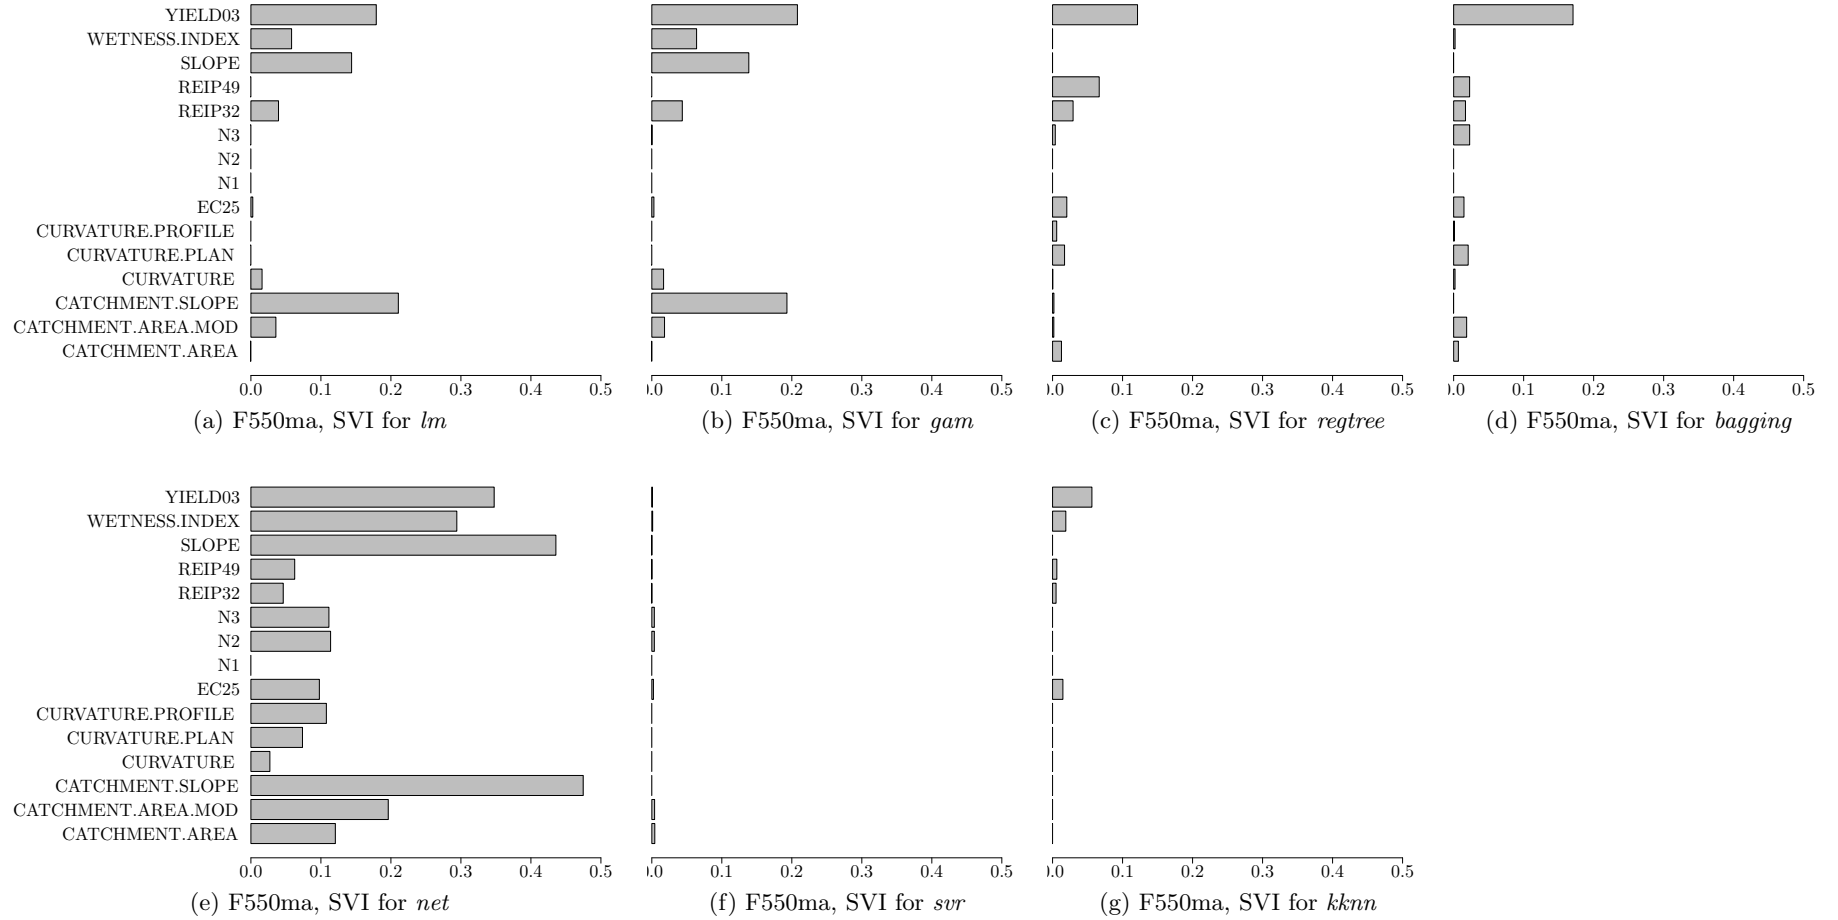 YIELD03
WETNESS.INDEX
SLOPE
REIP49
REIP32
N3
N2
N1
EC25
CURVATURE.PROFILE
CURVATURE.PLAN
CURVATURE
CATCHMENT.SLOPE
CATCHMENT.AREA.MOD
CATCHMENT.AREA
0.0 0.1 0.2 0.3 0.4 0.5
(a) F550ma, SVI for lm
).0 0.1 0.2 0.3 0.4 0.5
(b) F550ma, SVI for gam
).0 0.1 0.2 0.3 0.4 0.5
(c) F550ma, SVI for regtree
).0 0.1 0.2 0.3 0.4 0.5
(d) F550ma, SVI for bagging
YIELD03
WETNESS.INDEX
SLOPE
REIP49
REIP32
N3
N2
N1
EC25
CURVATURE.PROFILE
CURVATURE.PLAN
CURVATURE
CATCHMENT.SLOPE
CATCHMENT.AREA.MOD
CATCHMENT.AREA
0.0 0.1 0.2 0.3 0.4 0.5
(e) F550ma, SVI for net
).0 0.1 0.2 0.3 0.4 0.5
(f) F550ma, SVI for svr
).0 0.1 0.2 0.3 0.4 0.5
(g) F550ma, SVI for kknn